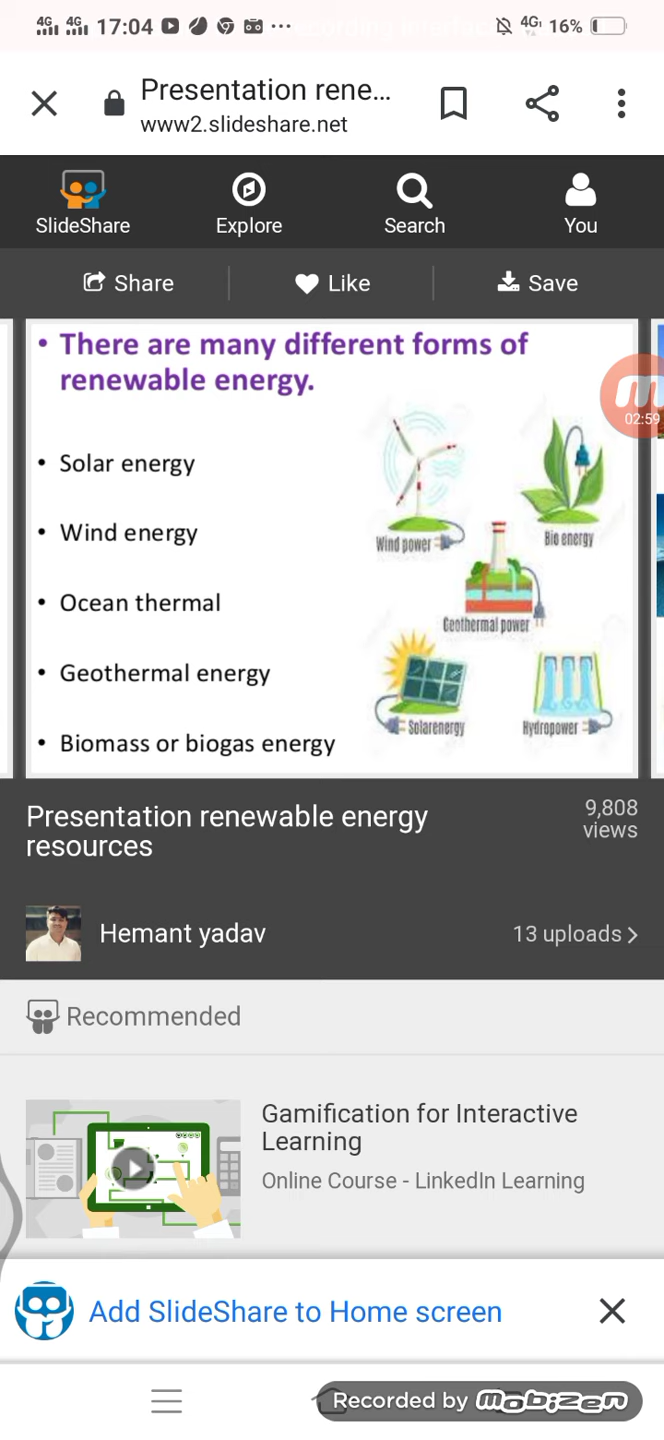 4G 4G 17:04 ... 4G 16%
Presentation rene...
www2.slideshare.net
SlideShare Explore Search You
Share Like Save
• There are many different forms of
renewable energy.
02:59
• Solar energy
• Wind energy
Wind power
Bio energy
• Ocean thermal
Geothermal power
• Geothermal energy
Solarenergy
Hydropower
• Biomass or biogas energy
Presentation renewable energy
resources
9,808
views
Hemant yadav
13 uploads
Recommended
Gamification for Interactive
Learning
Online Course - LinkedIn Learning
Add SlideShare to Home screen
Recorded by mobizen